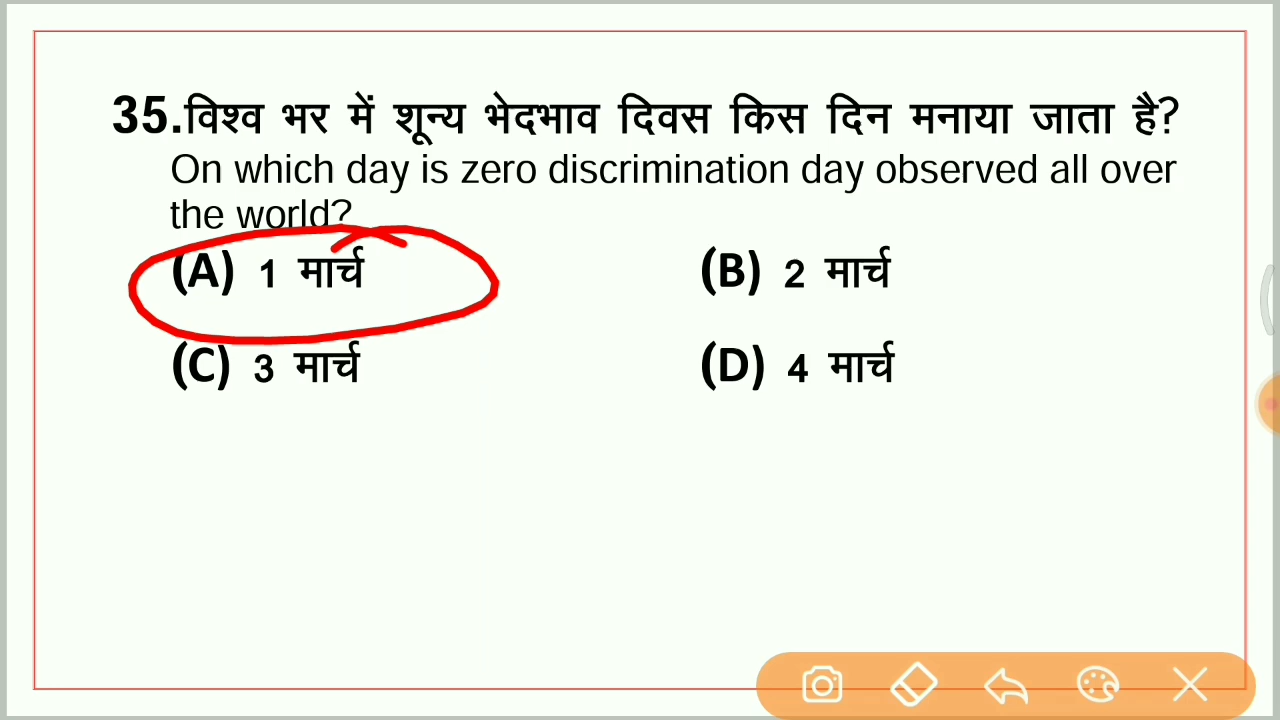 35.विश्व भर में शून्य भेदभाव दिवस किस दिन मनाया जाता है?
On which day is zero discrimination day observed all over
the world?
(A) 1 मार्च (B) 2 मार्च
(C) 3 मार्च (D) 4 मार्च